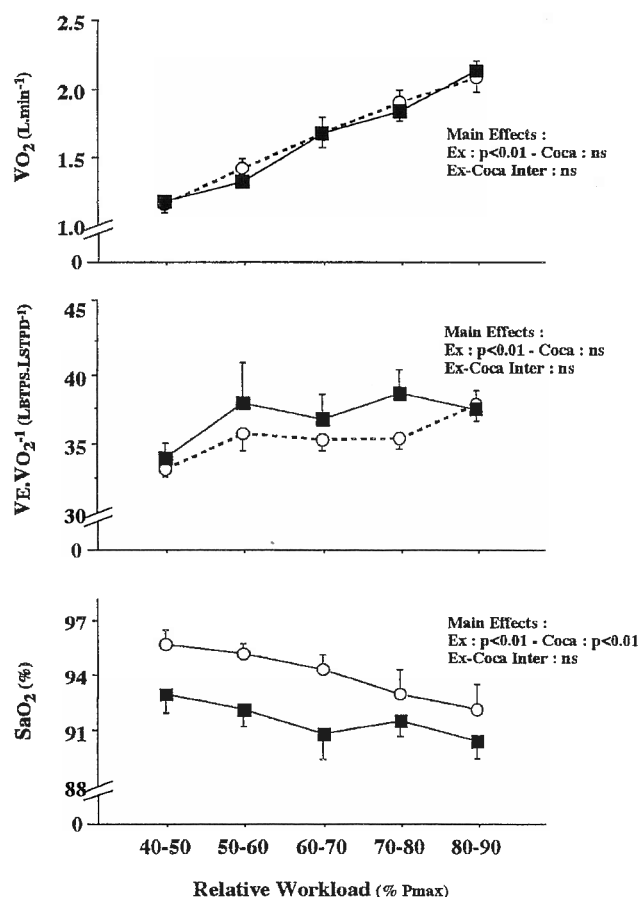 2.5
2.0
1.5
1.0
0
VO2 (L.min-1)
Main Effects :
Ex : p<0.01 - Coca : ns
Ex-Coca Inter : ns
45
40
35
30
0
VE.VO2-1 (LBTPS.LSTPD-1)
Main Effects :
Ex : p<0.01 - Coca : ns
Ex-Coca Inter : ns
97
94
91
88
0
SaO2 (%)
Main Effects :
Ex : p<0.01 - Coca : p<0.01
Ex-Coca Inter : ns
40-50 50-60 60-70 70-80 80-90
Relative Workload (% Pmax)